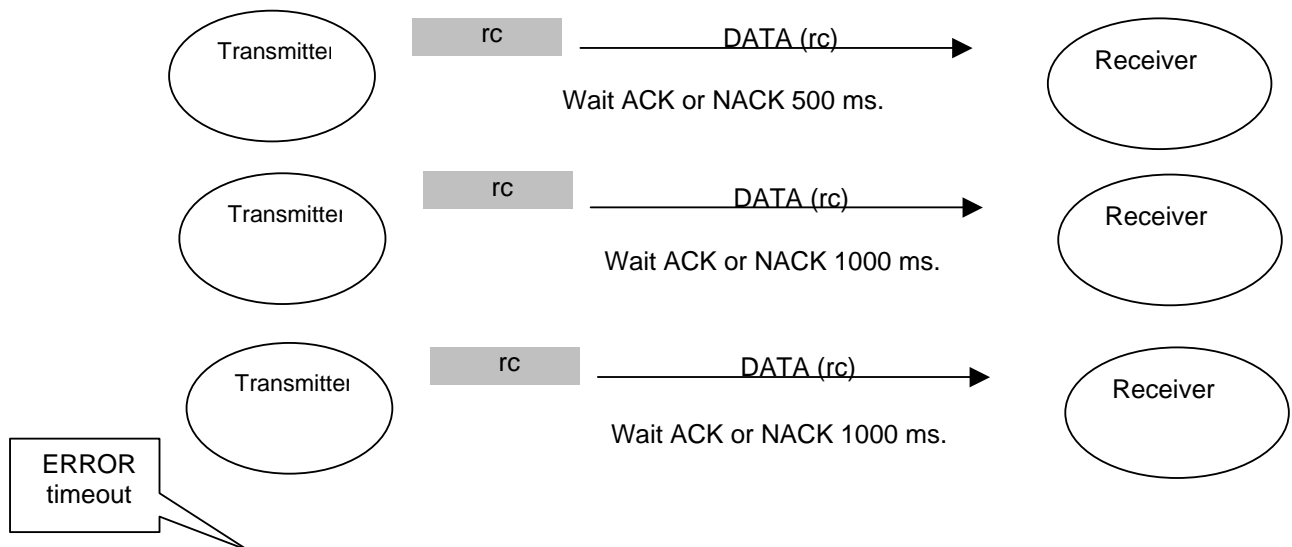 Transmitter
rc
DATA (rc)
Receiver
Wait ACK or NACK 500 ms.
Transmitter
rc
DATA (rc)
Receiver
Wait ACK or NACK 1000 ms.
Transmitter
rc
DATA (rc)
Receiver
Wait ACK or NACK 1000 ms.
ERROR
timeout